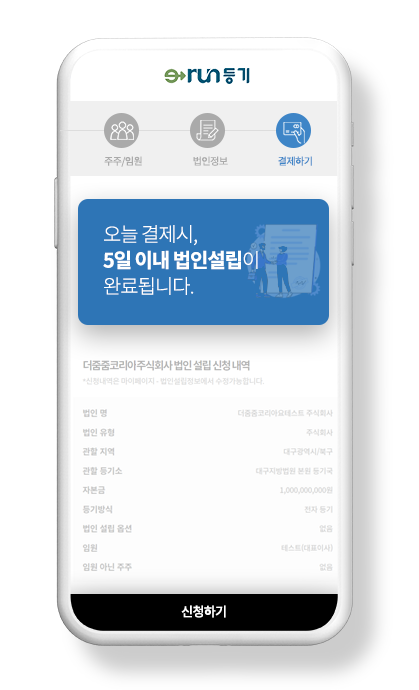 e→run 등기
주주/임원
법인정보
결제하기
오늘 결제시,
5일 이내 법인설립이
완료됩니다.
더줌줌코리아주식회사 법인 설립 신청 내역
*신청내역은 마이페이지 - 법인설립정보에서 수정가능합니다.
법인 명 더줌줌코리아요테스트 주식회사
법인 유형 주식회사
관할 지역 대구광역시/북구
관할 등기소 대구지방법원 본원 등기국
자본금 1,000,000,000원
등기방식 전자 등기
법인 설립 옵션 없음
임원 테스트(대표이사)
임원 아닌 주주 없음
신청하기